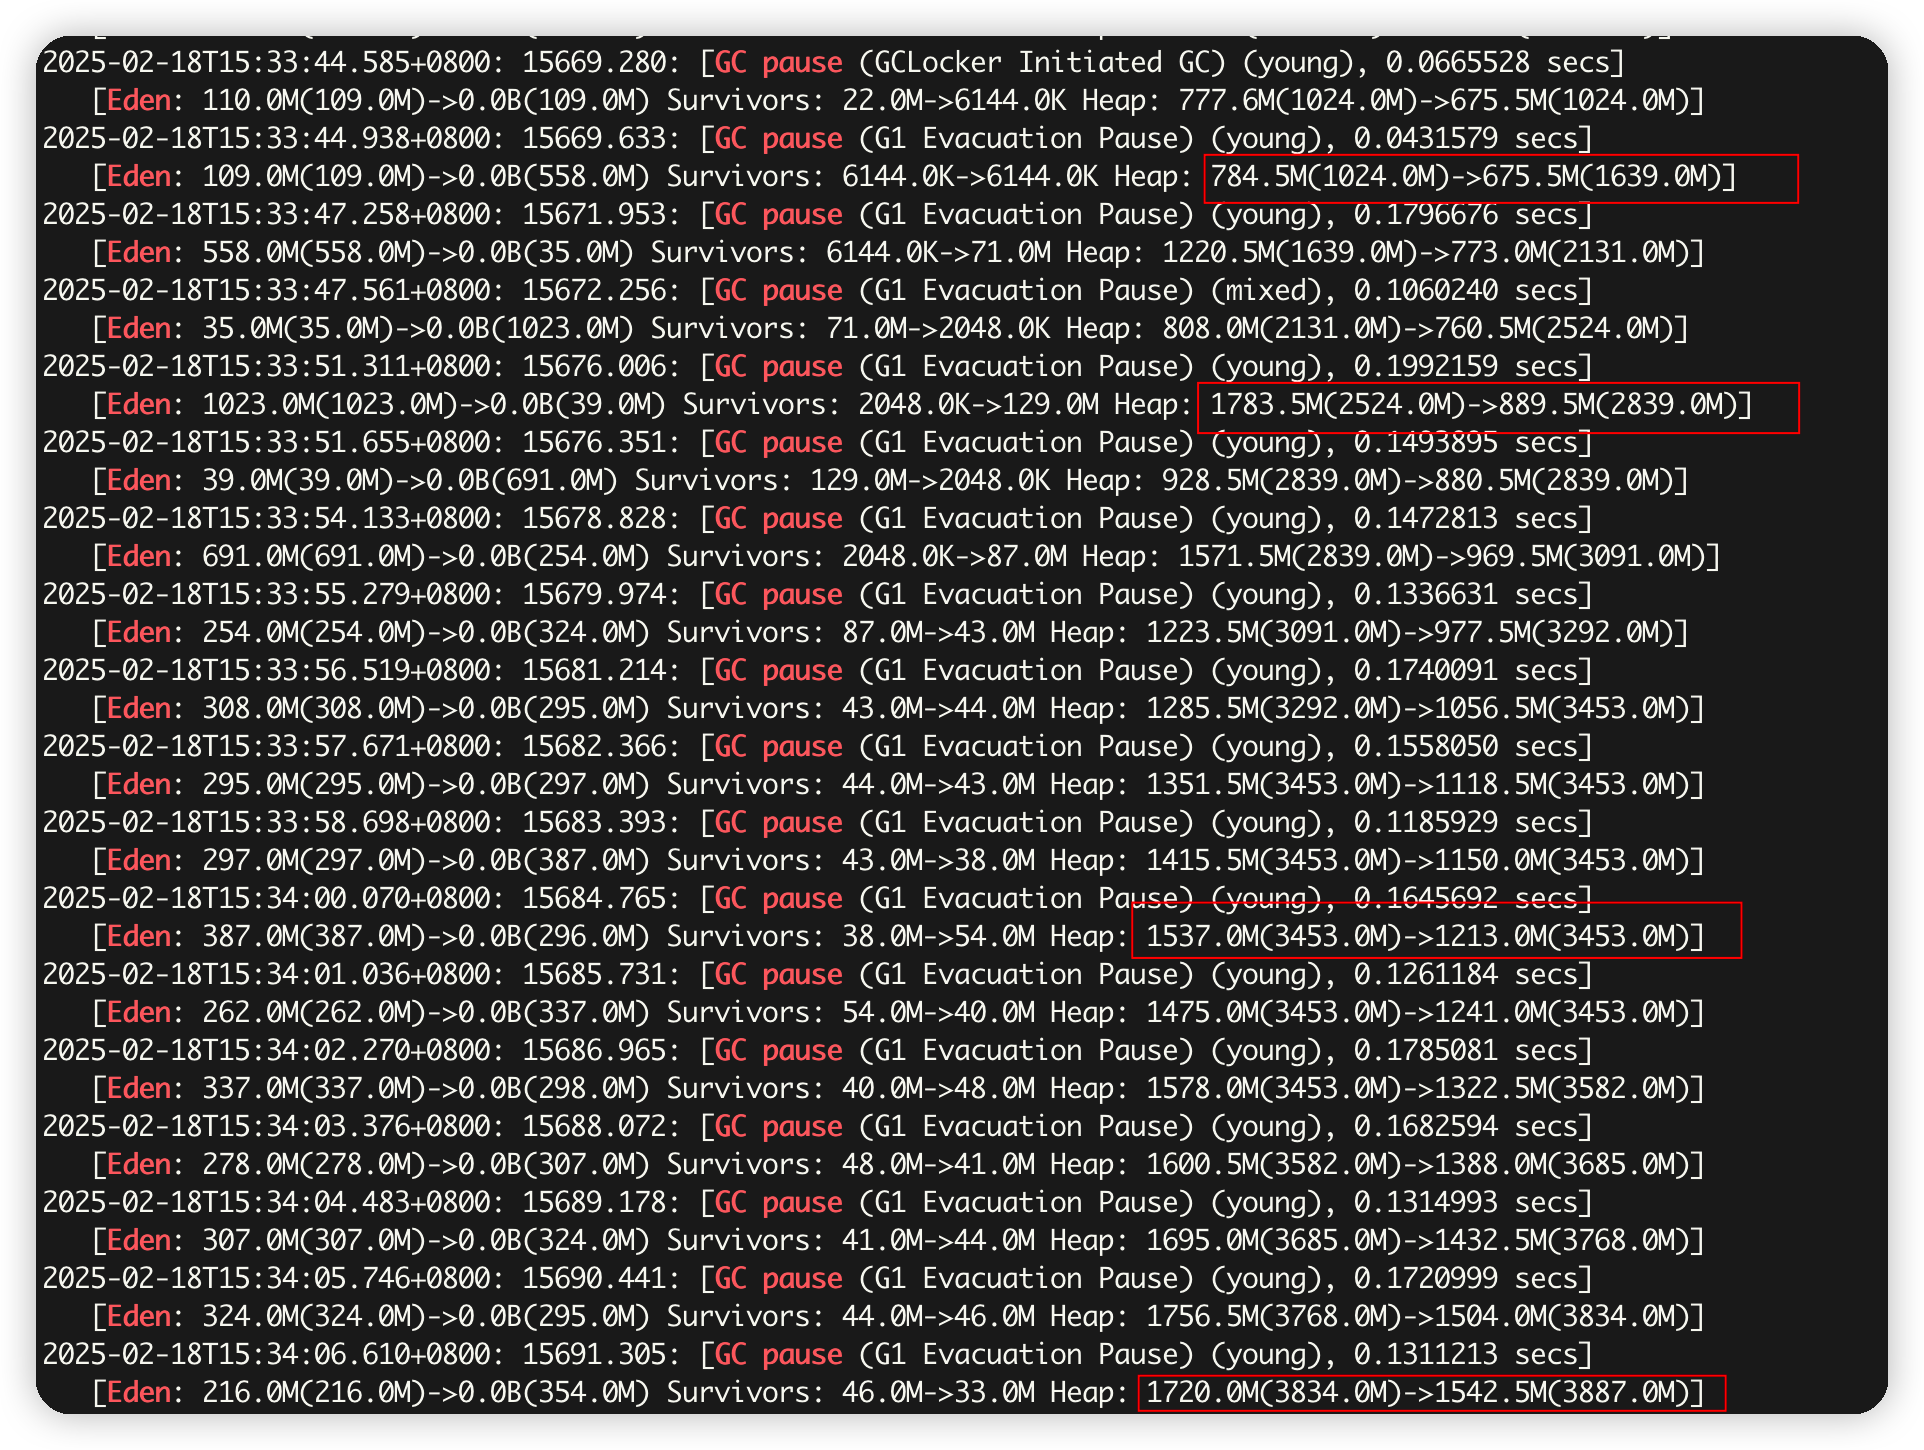 2025-02-18T15:33:44.585+0800: 15669.280: [GC pause (GCLocker Initiated GC) (young), 0.0665528 secs]
[Eden: 110.0M(109.0M)->0.0B(109.0M) Survivors: 22.0M->6144.0K Heap: 777.6M(1024.0M)->675.5M(1024.0M)]
2025-02-18T15:33:44.938+0800: 15669.633: [GC pause (G1 Evacuation Pause) (young), 0.0431579 secs]
[Eden: 109.0M(109.0M)->0.0B(558.0M) Survivors: 6144.0K->6144.0K Heap: 784.5M(1024.0M)->675.5M(1639.0M)]
2025-02-18T15:33:47.258+0800: 15671.953: [GC pause (G1 Evacuation Pause) (young), 0.1796676 secs]
[Eden: 558.0M(558.0M)->0.0B(35.0M) Survivors: 6144.0K->71.0M Heap: 1220.5M(1639.0M)->773.0M(2131.0M)]
2025-02-18T15:33:47.561+0800: 15672.256: [GC pause (G1 Evacuation Pause) (mixed), 0.1060240 secs]
[Eden: 35.0M(35.0M)->0.0B(1023.0M) Survivors: 71.0M->2048.0K Heap: 808.0M(2131.0M)->760.5M(2524.0M)]
2025-02-18T15:33:51.311+0800: 15676.006: [GC pause (G1 Evacuation Pause) (young), 0.1992159 secs]
[Eden: 1023.0M(1023.0M)->0.0B(39.0M) Survivors: 2048.0K->129.0M Heap: 1783.5M(2524.0M)->889.5M(2839.0M)]
2025-02-18T15:33:51.655+0800: 15676.351: [GC pause (G1 Evacuation Pause) (young), 0.1493895 secs]
[Eden: 39.0M(39.0M)->0.0B(691.0M) Survivors: 129.0M->2048.0K Heap: 928.5M(2839.0M)->880.5M(2839.0M)]
2025-02-18T15:33:54.133+0800: 15678.828: [GC pause (G1 Evacuation Pause) (young), 0.1472813 secs]
[Eden: 691.0M(691.0M)->0.0B(254.0M) Survivors: 2048.0K->87.0M Heap: 1571.5M(2839.0M)->969.5M(3091.0M)]
2025-02-18T15:33:55.279+0800: 15679.974: [GC pause (G1 Evacuation Pause) (young), 0.1336631 secs]
[Eden: 254.0M(254.0M)->0.0B(324.0M) Survivors: 87.0M->43.0M Heap: 1223.5M(3091.0M)->977.5M(3292.0M)]
2025-02-18T15:33:56.519+0800: 15681.214: [GC pause (G1 Evacuation Pause) (young), 0.1740091 secs]
[Eden: 308.0M(308.0M)->0.0B(295.0M) Survivors: 43.0M->44.0M Heap: 1285.5M(3292.0M)->1056.5M(3453.0M)]
2025-02-18T15:33:57.671+0800: 15682.366: [GC pause (G1 Evacuation Pause) (young), 0.1558050 secs]
[Eden: 295.0M(295.0M)->0.0B(297.0M) Survivors: 44.0M->43.0M Heap: 1351.5M(3453.0M)->1118.5M(3453.0M)]
2025-02-18T15:33:58.698+0800: 15683.393: [GC pause (G1 Evacuation Pause) (young), 0.1185929 secs]
[Eden: 297.0M(297.0M)->0.0B(387.0M) Survivors: 43.0M->38.0M Heap: 1415.5M(3453.0M)->1150.0M(3453.0M)]
2025-02-18T15:34:00.070+0800: 15684.765: [GC pause (G1 Evacuation Pause) (young), 0.1645692 secs]
[Eden: 387.0M(387.0M)->0.0B(296.0M) Survivors: 38.0M->54.0M Heap: 1537.0M(3453.0M)->1213.0M(3453.0M)]
2025-02-18T15:34:01.036+0800: 15685.731: [GC pause (G1 Evacuation Pause) (young), 0.1261184 secs]
[Eden: 262.0M(262.0M)->0.0B(337.0M) Survivors: 54.0M->40.0M Heap: 1475.0M(3453.0M)->1241.0M(3453.0M)]
2025-02-18T15:34:02.270+0800: 15686.965: [GC pause (G1 Evacuation Pause) (young), 0.1785081 secs]
[Eden: 337.0M(337.0M)->0.0B(298.0M) Survivors: 40.0M->48.0M Heap: 1578.0M(3453.0M)->1322.5M(3582.0M)]
2025-02-18T15:34:03.376+0800: 15688.072: [GC pause (G1 Evacuation Pause) (young), 0.1682594 secs]
[Eden: 278.0M(278.0M)->0.0B(307.0M) Survivors: 48.0M->41.0M Heap: 1600.5M(3582.0M)->1388.0M(3685.0M)]
2025-02-18T15:34:04.483+0800: 15689.178: [GC pause (G1 Evacuation Pause) (young), 0.1314993 secs]
[Eden: 307.0M(307.0M)->0.0B(324.0M) Survivors: 41.0M->44.0M Heap: 1695.0M(3685.0M)->1432.5M(3768.0M)]
2025-02-18T15:34:05.746+0800: 15690.441: [GC pause (G1 Evacuation Pause) (young), 0.1720999 secs]
[Eden: 324.0M(324.0M)->0.0B(295.0M) Survivors: 44.0M->46.0M Heap: 1756.5M(3768.0M)->1504.0M(3834.0M)]
2025-02-18T15:34:06.610+0800: 15691.305: [GC pause (G1 Evacuation Pause) (young), 0.1311213 secs]
[Eden: 216.0M(216.0M)->0.0B(354.0M) Survivors: 46.0M->33.0M Heap: 1720.0M(3834.0M)->1542.5M(3887.0M)]